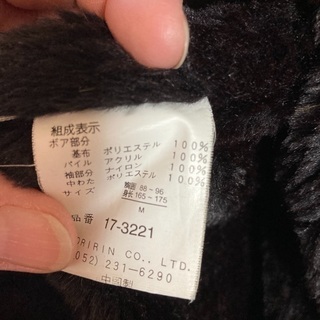 組成表示
ボア部分
基布 ポリエステル 100%
パイル アクリル 100%
袖部分 ナイロン 100%
中わた ポリエステル 100%
サイズ 胸囲 88-96
身長 165-175
M
品番 17-3221
CO., LTD.
(052) 231-6290
中国製